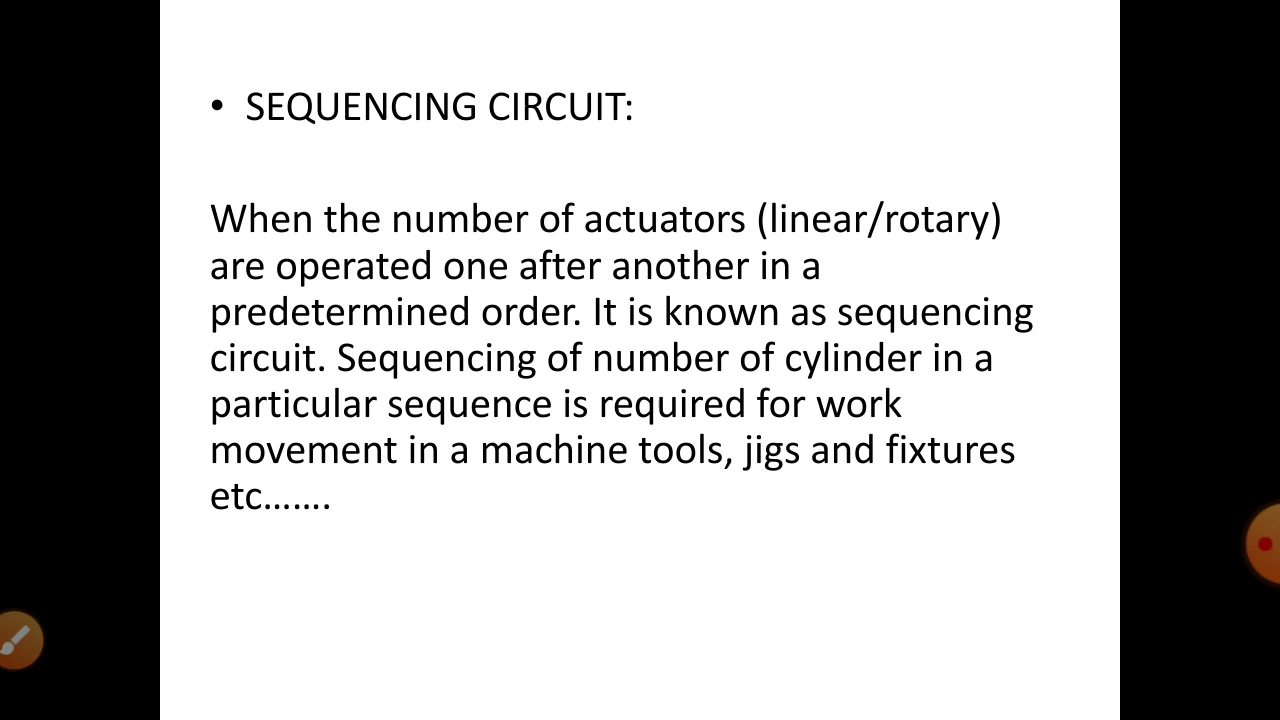 • SEQUENCING CIRCUIT:
When the number of actuators (linear/rotary)
are operated one after another in a
predetermined order. It is known as sequencing
circuit. Sequencing of number of cylinder in a
particular sequence is required for work
movement in a machine tools, jigs and fixtures
etc…….